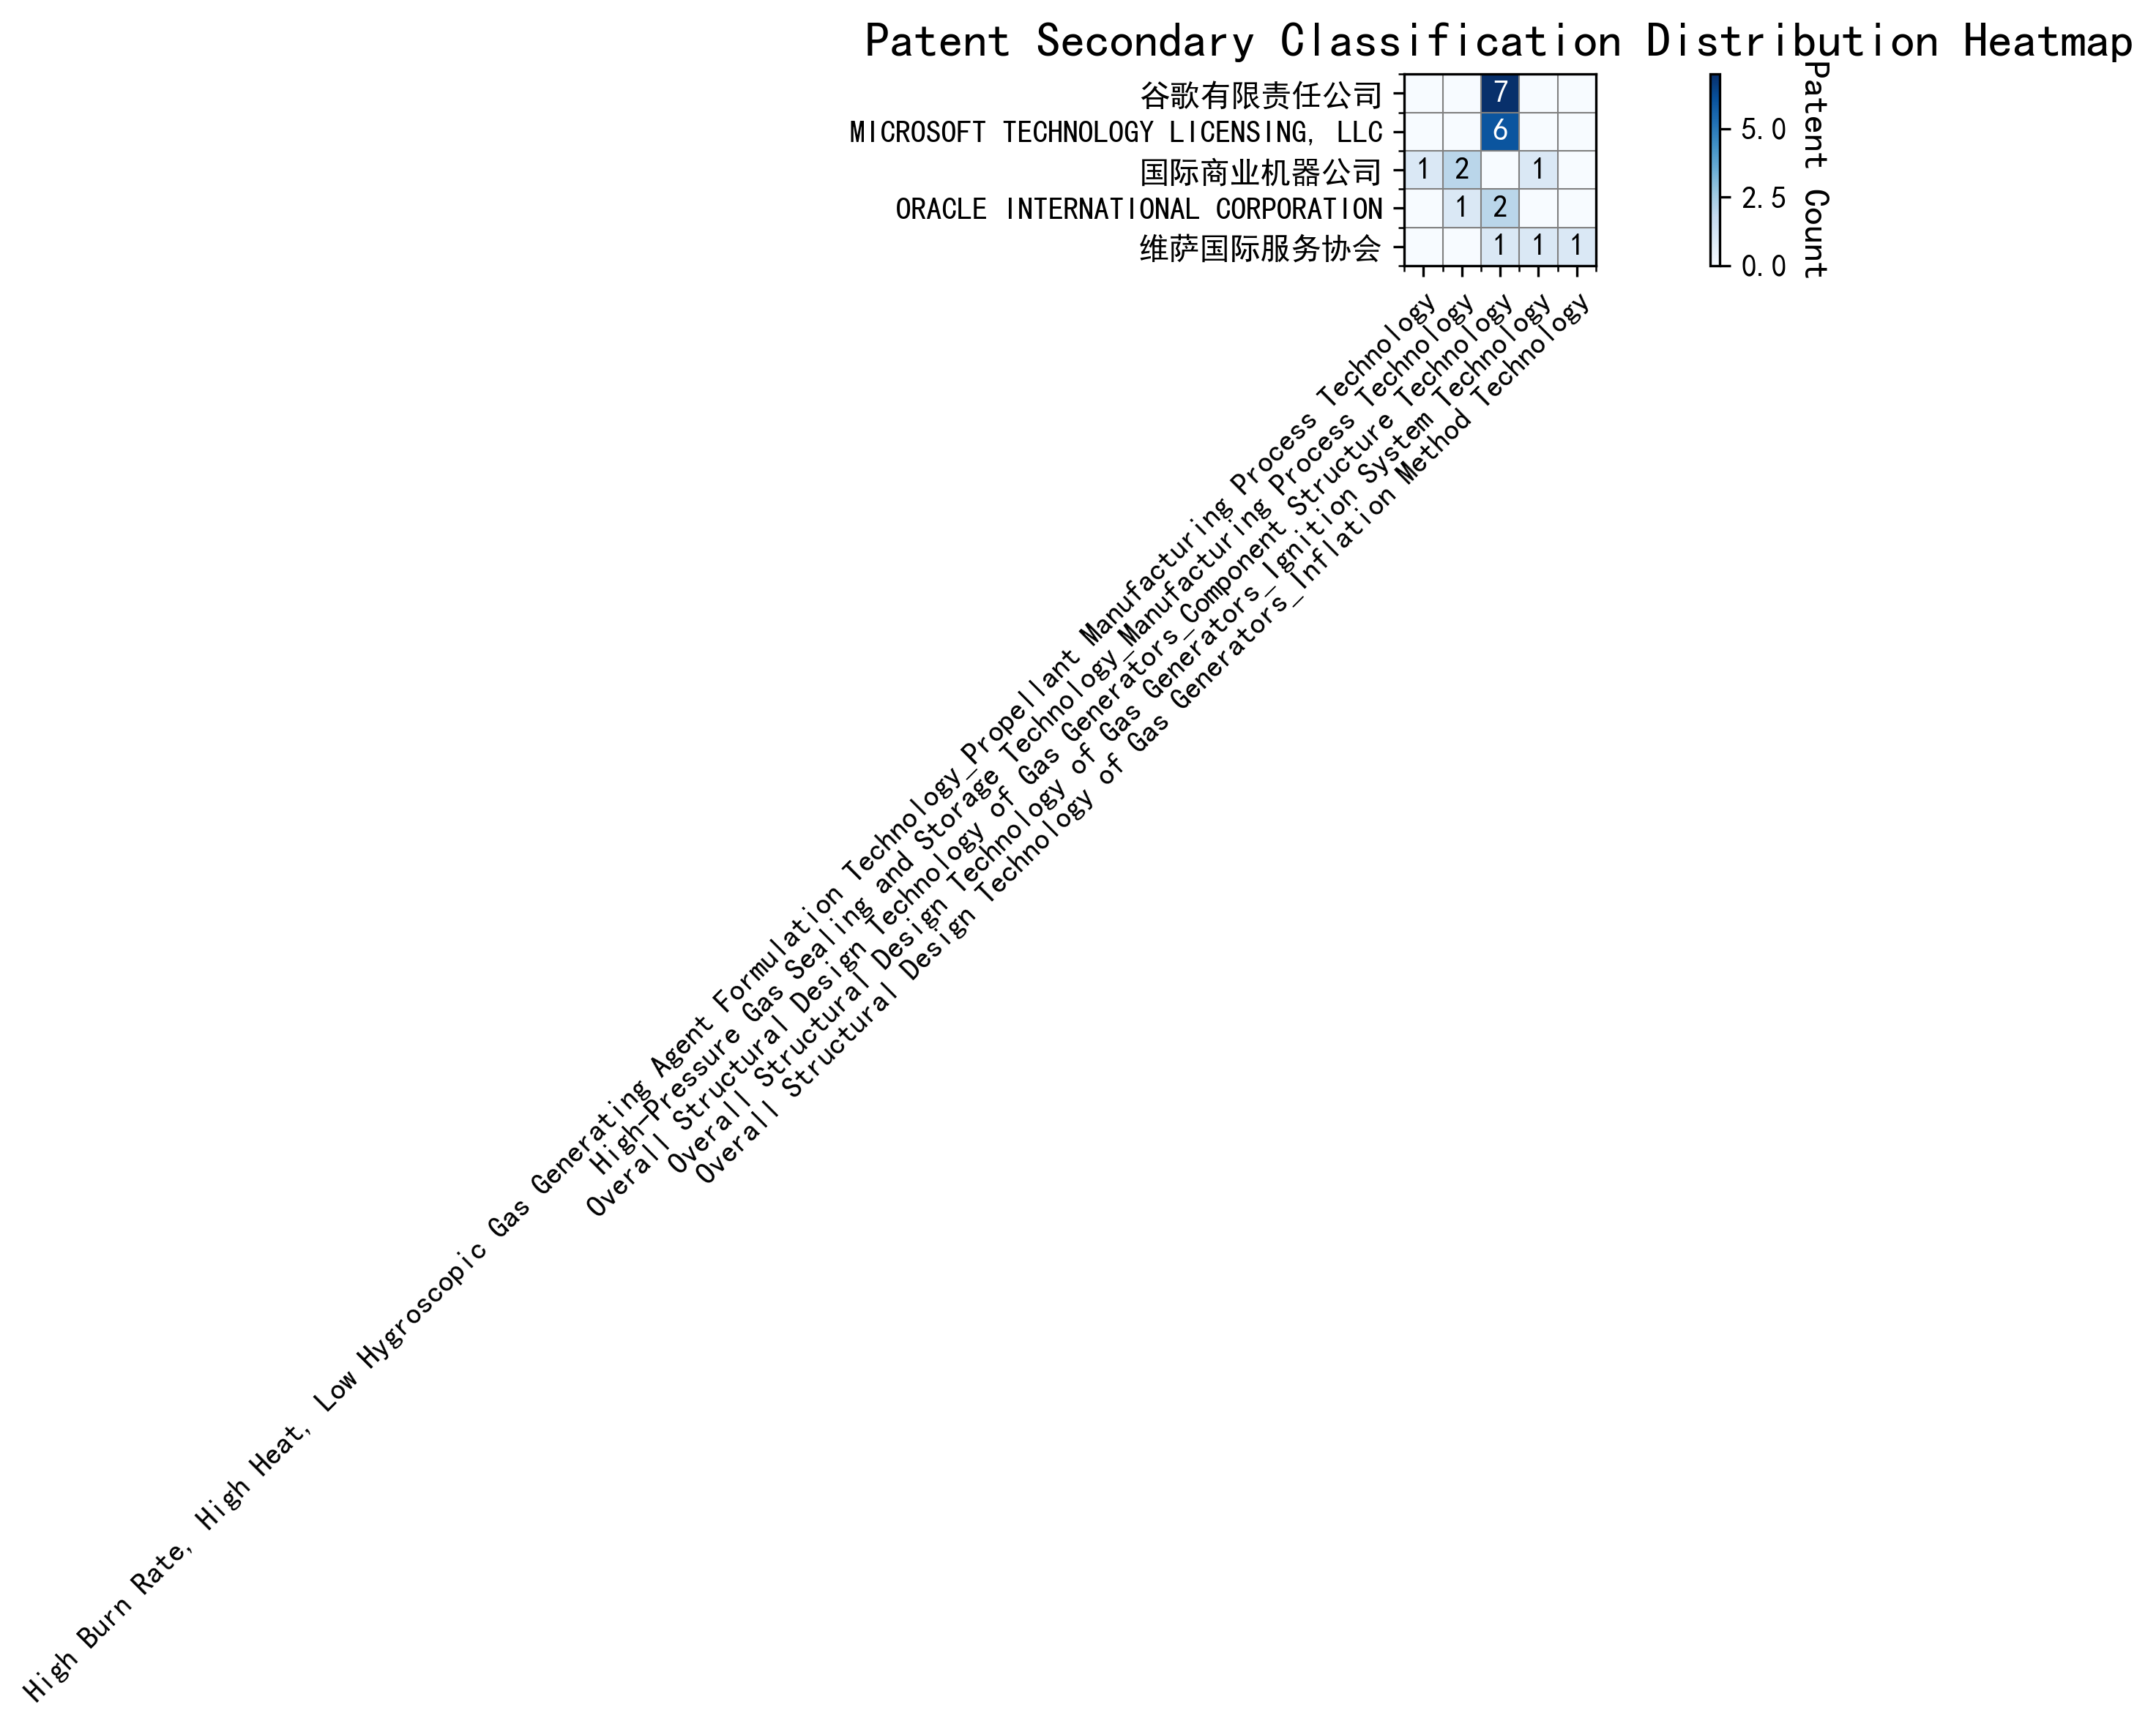 Patent Secondary Classification Distribution Heatmap
谷歌有限责任公司
7
MICROSOFT TECHNOLOGY LICENSING, LLC
6
国际商业机器公司
1 2 1
ORACLE INTERNATIONAL CORPORATION
1 2
维萨国际服务协会
1 1 1
5.0
2.5
0.0
Patent Count
High Burn Rate, High Heat, Low Hygroscopic Gas Generating Agent Formulation Technology_Propellant Manufacturing Process Technology
High-Pressure Gas Sealing and Storage Technology_Manufacturing Process Technology
Overall Structural Design Technology of Gas Generators_Component Structure Technology
Overall Structural Design Technology of Gas Generators_Ignition System Technology
Overall Structural Design Technology of Gas Generators_Inflation Method Technology